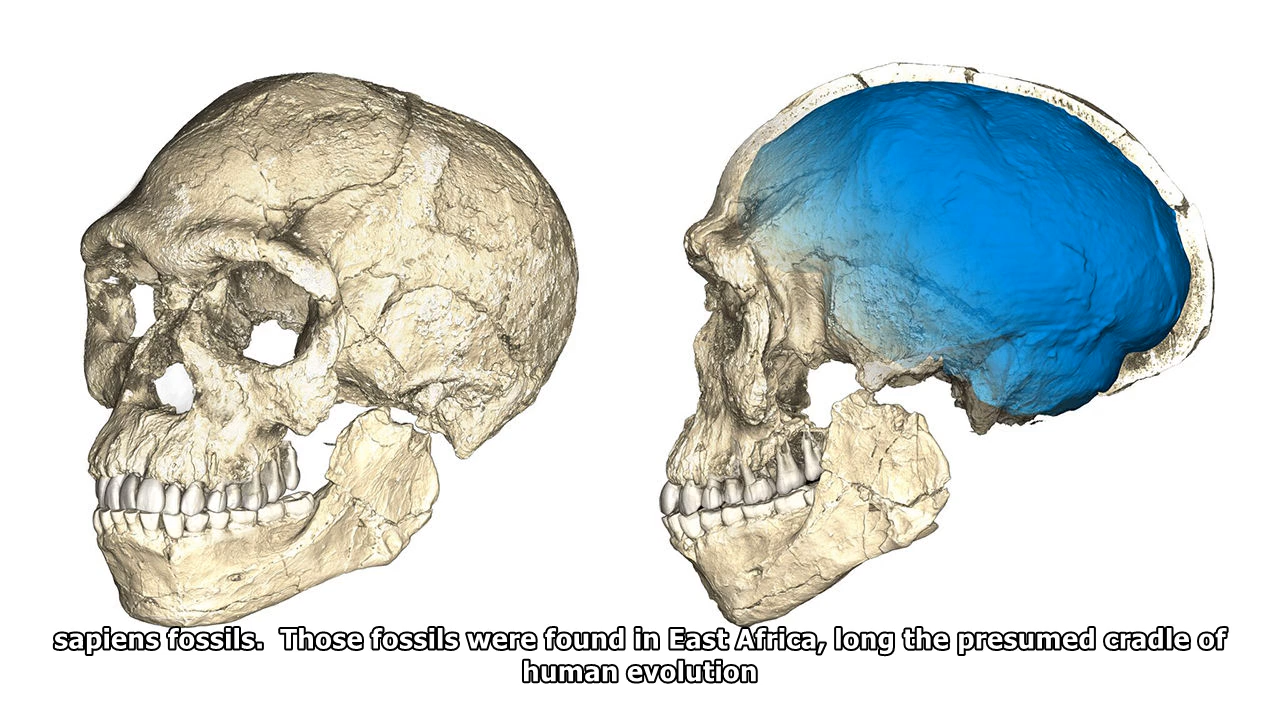 sapiens fossils.  Those fossils were found in East Africa, long the presumed cradle of
human evolution